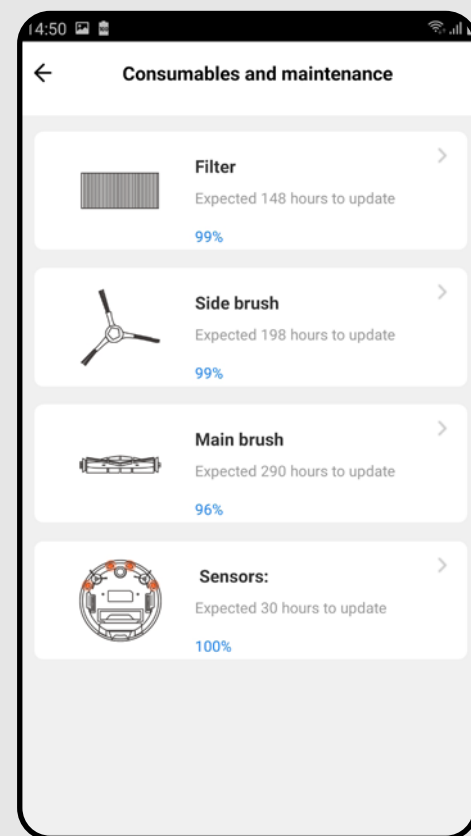 14:50
Consumables and maintenance
Filter
Expected 148 hours to update
99%
Side brush
Expected 198 hours to update
99%
Main brush
Expected 290 hours to update
96%
Sensors:
Expected 30 hours to update
100%